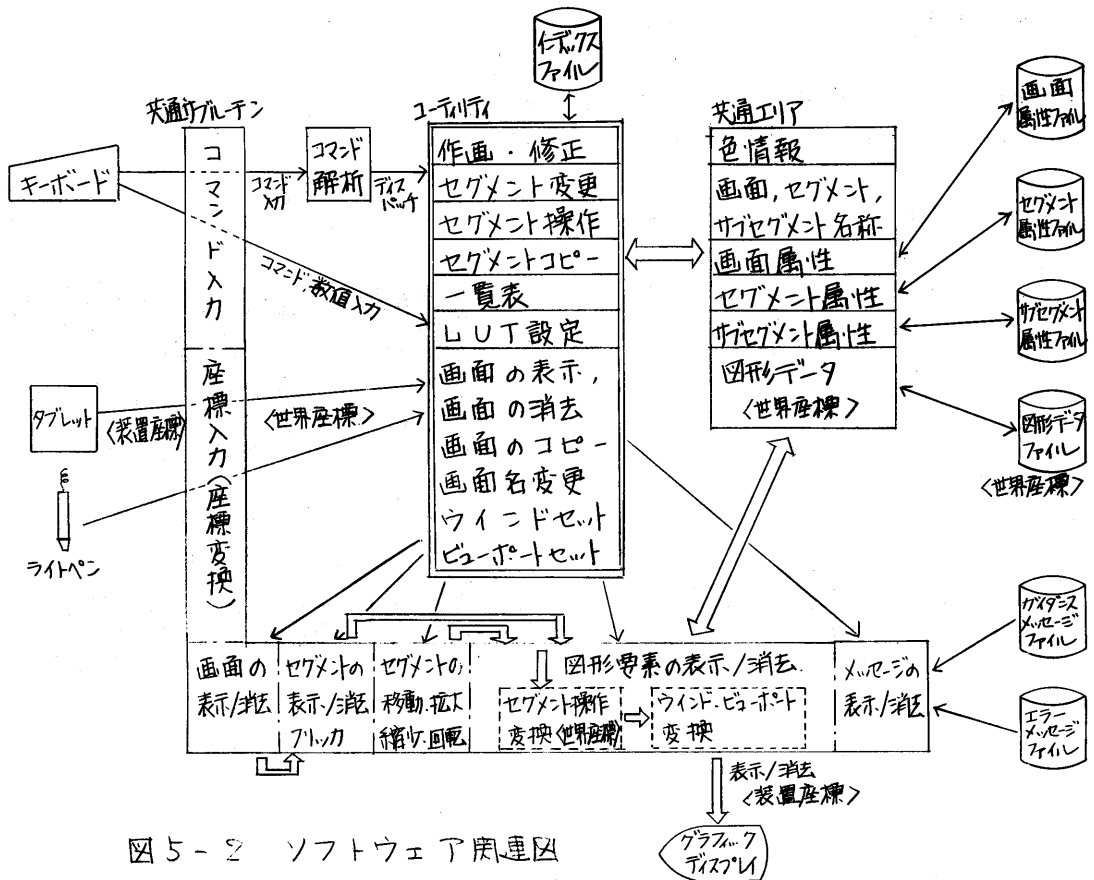 インデックス
ファイル
共通サブルーチン
ユーティリティ
共通エリア
キーボード
コマンド入力
コマンド
入力
コマンド
解析
ディス
パッチ
コマンド,数値入力
タブレット
〈装置座標〉
ライトペン
座標入力(座標変換)
〈世界座標〉
作画・修正
セグメント変更
セグメント操作
セグメントコピー
一覧表
LUT設定
画面の表示,
画面の消去
画面のコピー
画面名変更
ウインドセット
ビューポートセット
色情報
画面,セグメント,
サブセグメント名称
画面属性
セグメント属性
サブセグメント属性
図形データ
〈世界座標〉
画面
属性ファイル
セグメント
属性ファイル
サブセグメント
属性ファイル
図形データ
ファイル
〈世界座標〉
ガイダンス
メッセージ
ファイル
エラー
メッセージ
ファイル
画面の
表示/消去
セグメントの
表示/消去
フリッカ
セグメントの,
移動,拡大
縮少,回転
図形要素の表示/消去
セグメント操作
変換〈世界座標〉
ウインド・ビューポート
変換
メッセージの
表示/消去
表示/消去
〈装置座標〉
グラフィック
ディスプレイ
図5-2 ソフトウェア関連図